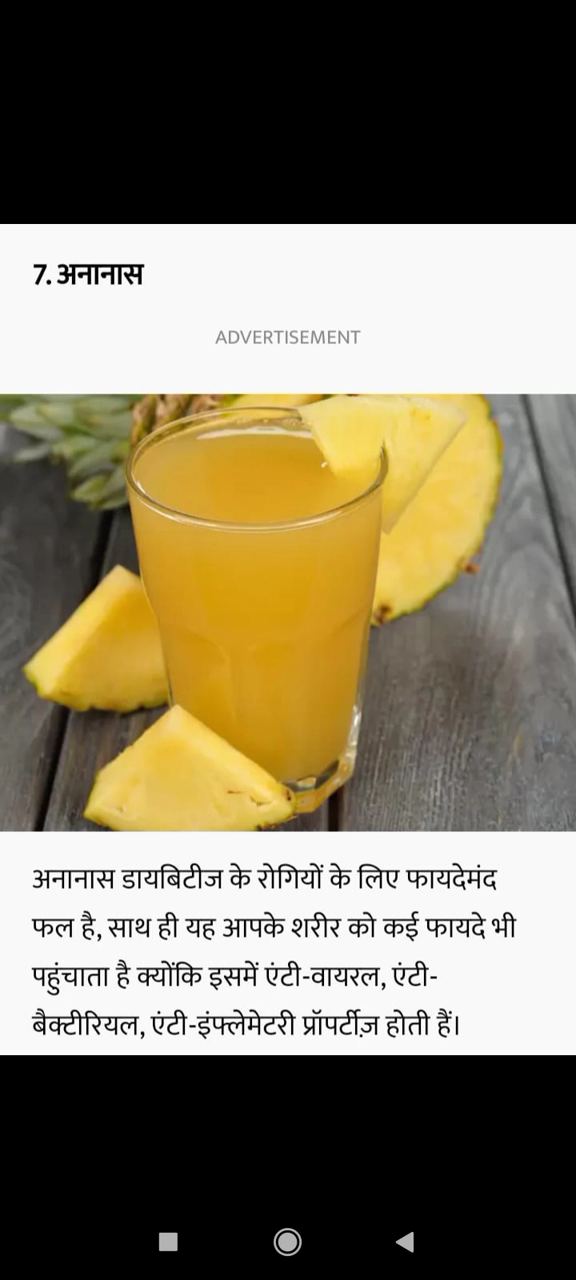 7. अनानास
ADVERTISEMENT
अनानास डायबिटीज के रोगियों के लिए फायदेमंद
फल है, साथ ही यह आपके शरीर को कई फायदे भी
पहुंचाता है क्योंकि इसमें एंटी-वायरल, एंटी-
बैक्टीरियल, एंटी-इंफ्लेमेटरी प्रॉपर्टीज़ होती हैं।